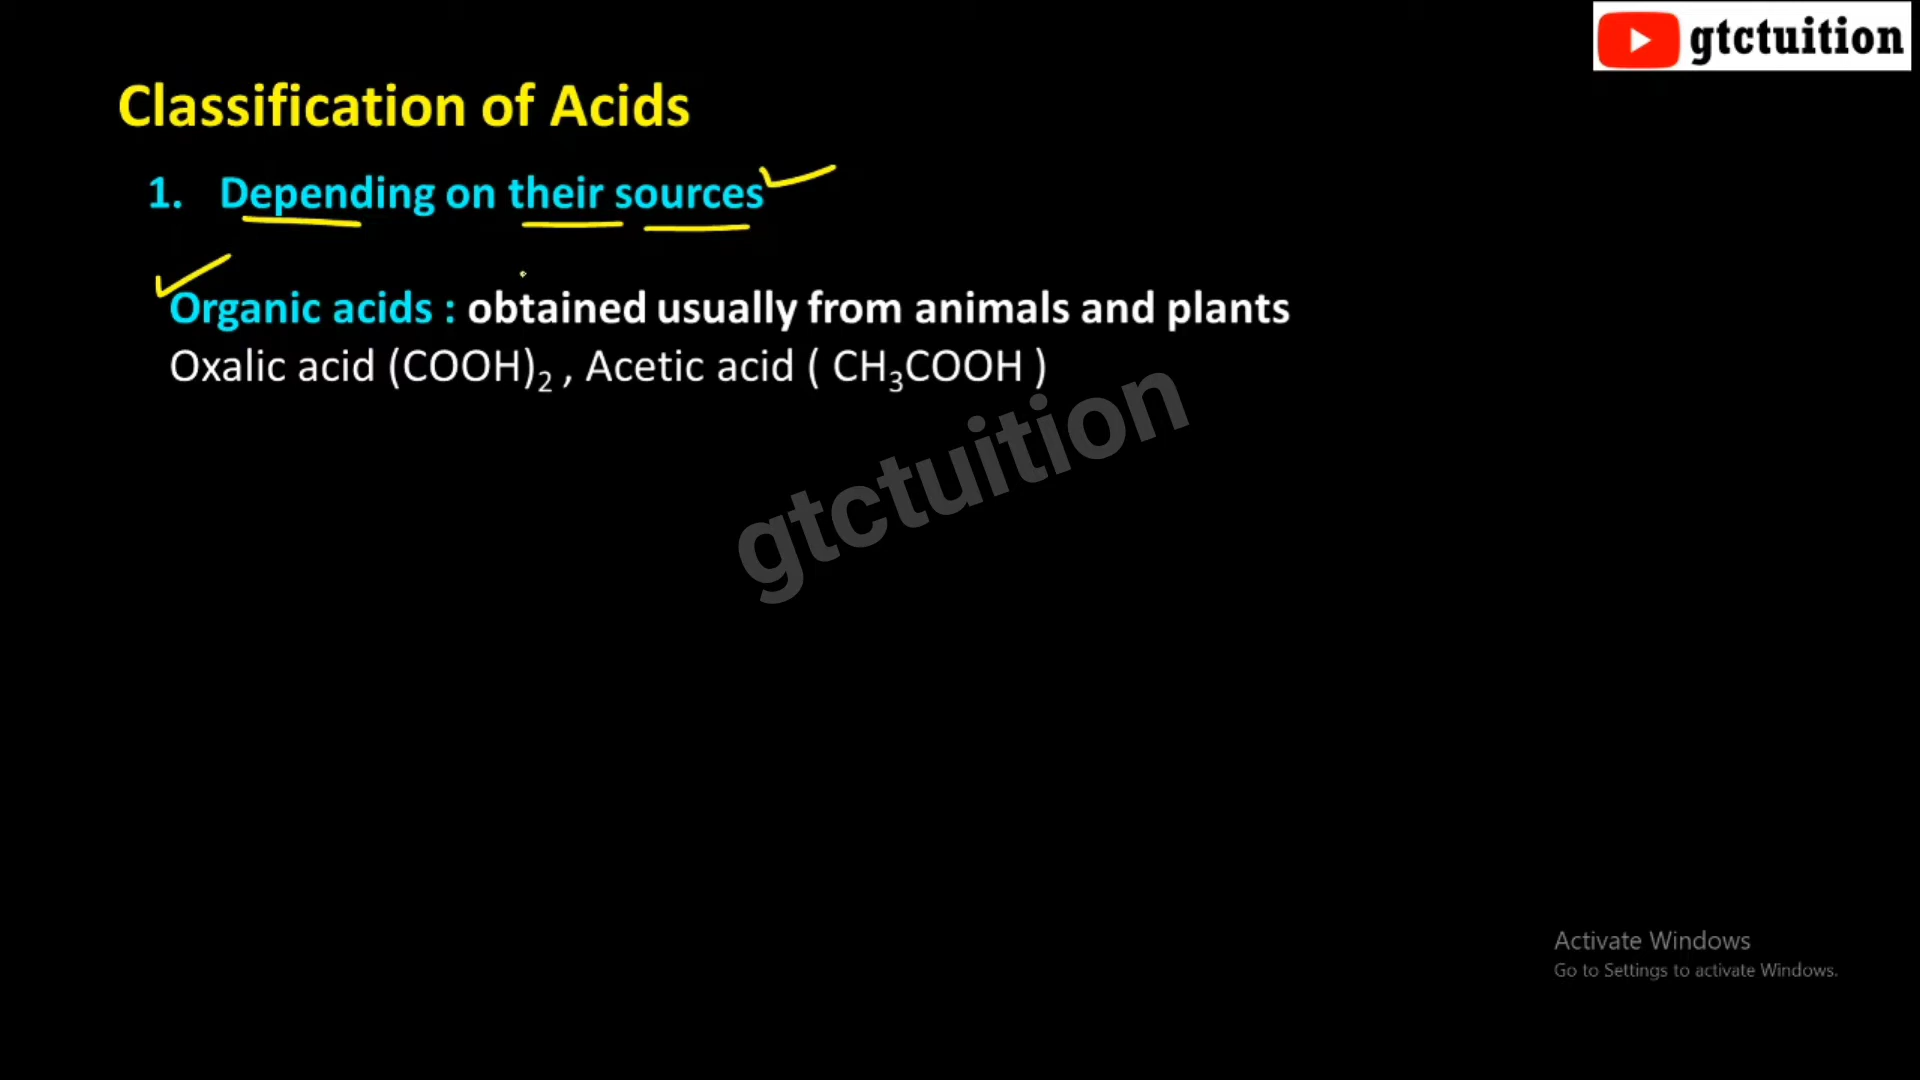 gtctuition
Classification of Acids
1. Depending on their sources
Organic acids : obtained usually from animals and plants
Oxalic acid (COOH)₂ , Acetic acid ( CH₃COOH )
gtctuition
Activate Windows
Go to Settings to activate Windows.